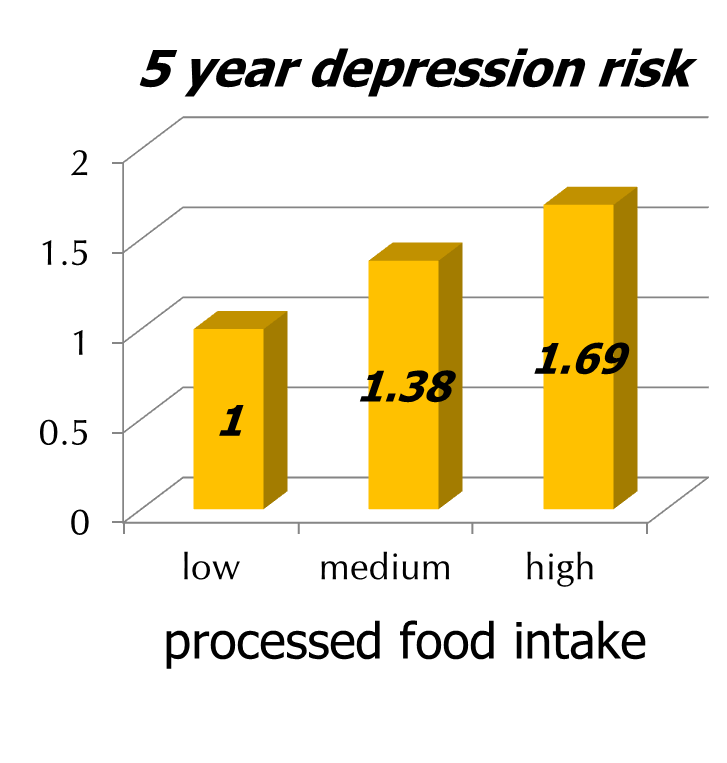 5 year depression risk
2
1.5
1
0.5
0
1
1.38
1.69
low medium high
processed food intake